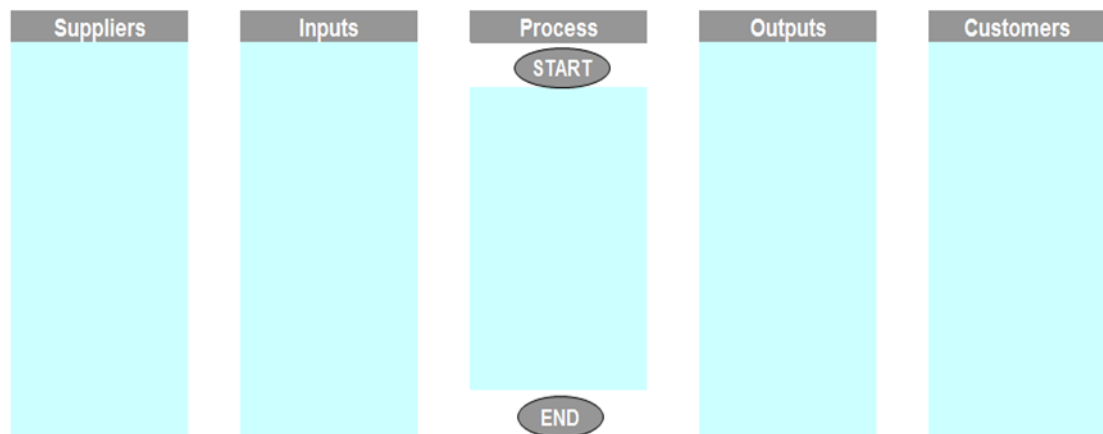 Suppliers
Inputs
Process
Outputs
Customers
START
END